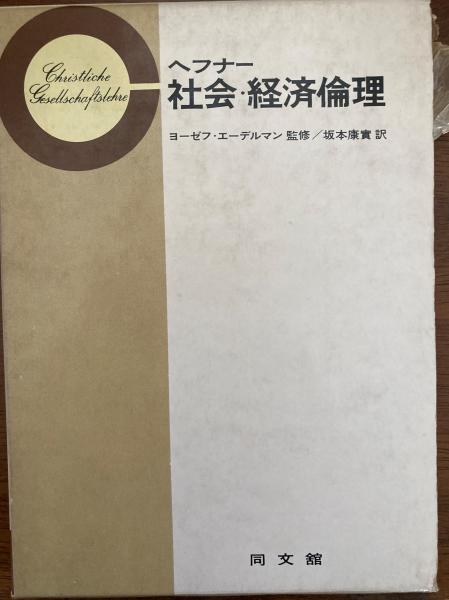 Christliche
Gesellschaftslehre
ヘフナー
社会・経済倫理
ヨーゼフ・エーデルマン 監修／坂本康實 訳
同文舘